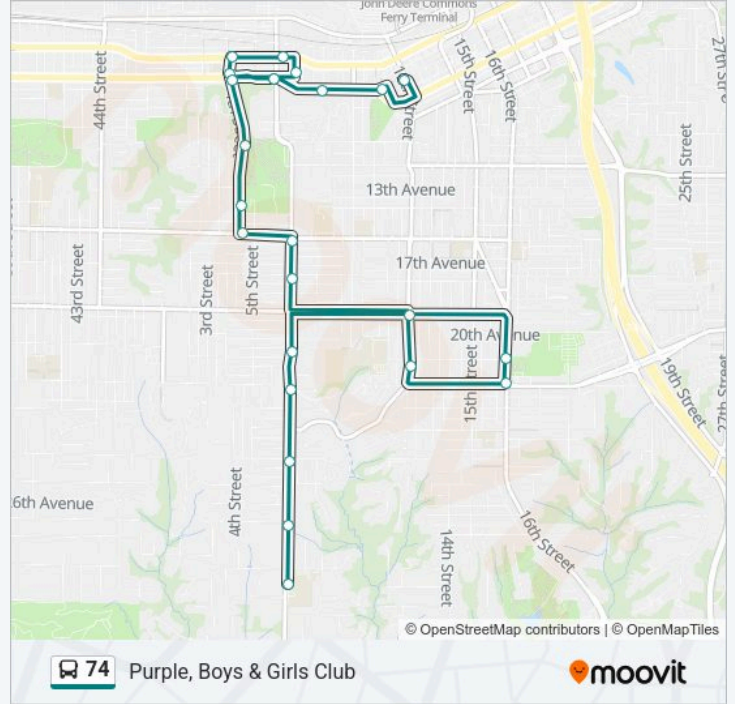 John Deere Commons
Ferry Terminal
44th Street
15th Street
16th Street
Street
25th Street
13th Avenue
17th Avenue
5th Street
43rd Street
3rd Street
20th Avenue
15th Street
19th Street
27th Street
6th Avenue
4th Street
16th Street
14th Street
© OpenStreetMap contributors | © OpenMapTiles
74 Purple, Boys & Girls Club
moovit